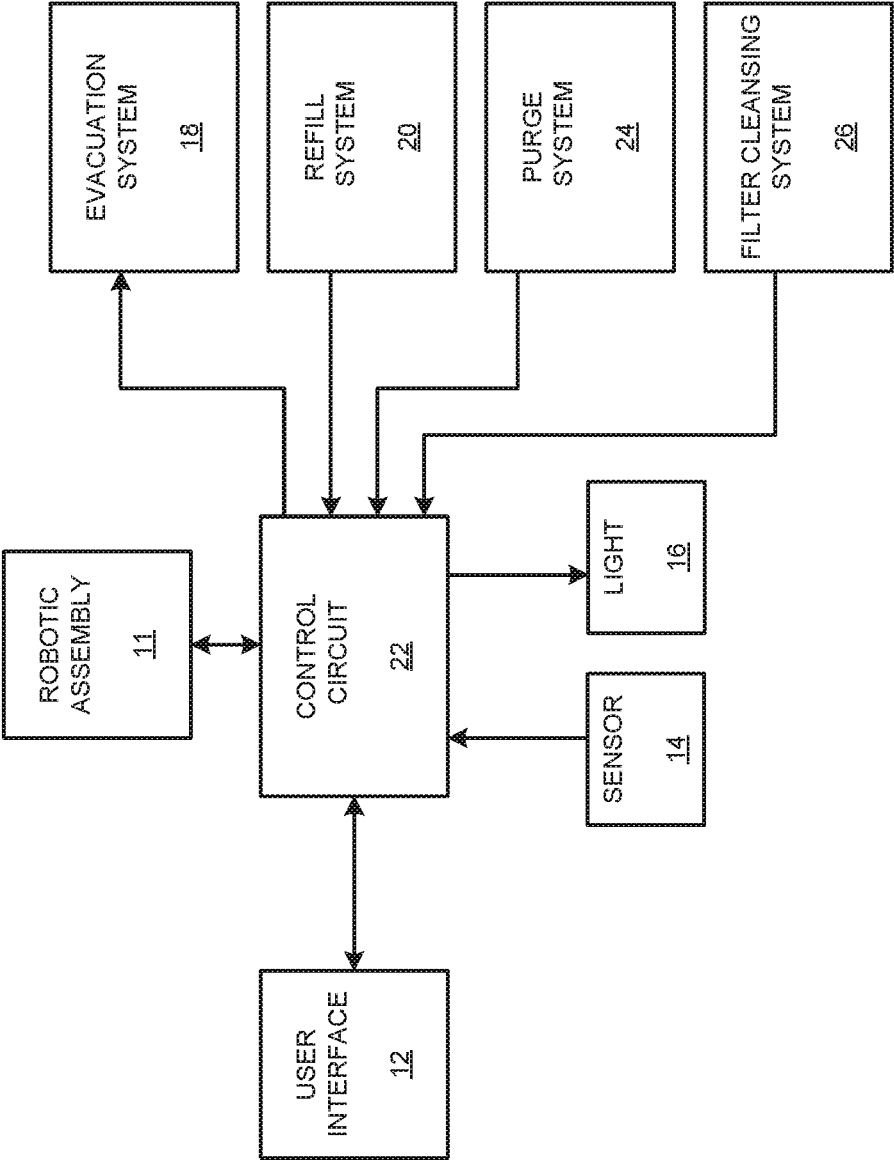 EVACUATION
SYSTEM
18
REFILL
SYSTEM
20
PURGE
SYSTEM
24
FILTER CLEANSING
SYSTEM
26
ROBOTIC
ASSEMBLY
11
CONTROL
CIRCUIT
22
LIGHT
16
SENSOR
14
USER
INTERFACE
12